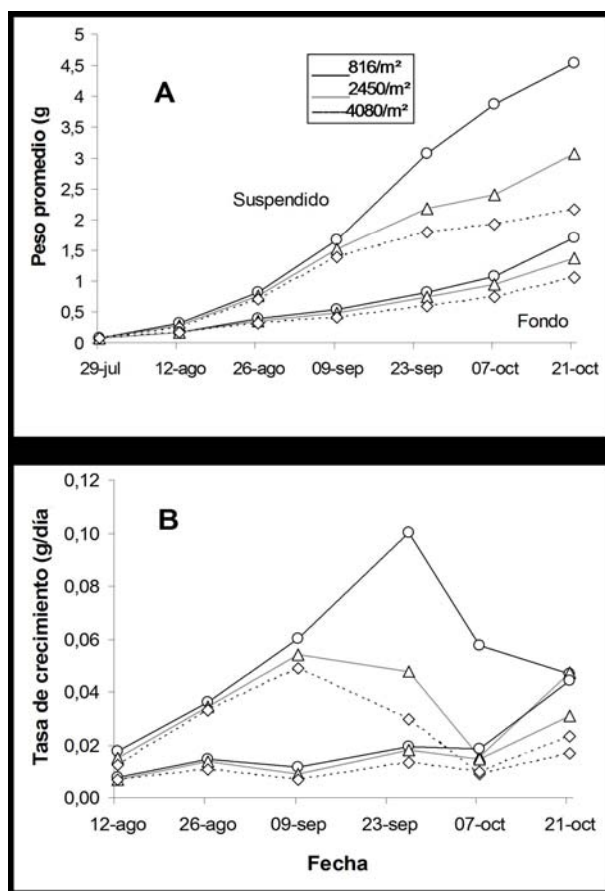 5
4,5
4
3,5
3
2,5
2
1,5
1
0,5
0
Peso promedio (g
A
816/m²
2450/m²
4080/m²
Suspendido
Fondo
29-jul 12-ago 26-ago 09-sep 23-sep 07-oct 21-oct
0,12
0,10
0,08
0,06
0,04
0,02
0,00
Tasa de crecimiento (g/día
B
12-ago 26-ago 09-sep 23-sep 07-oct 21-oct
Fecha